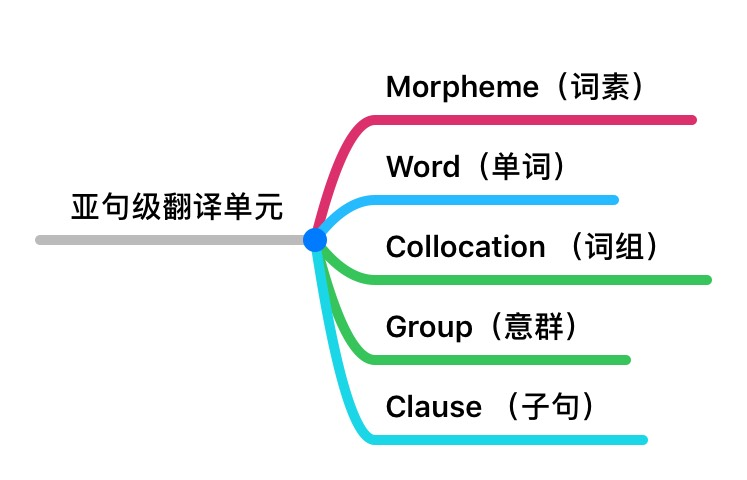 亚句级翻译单元
Morpheme（词素）
Word（单词）
Collocation （词组）
Group（意群）
Clause （子句）